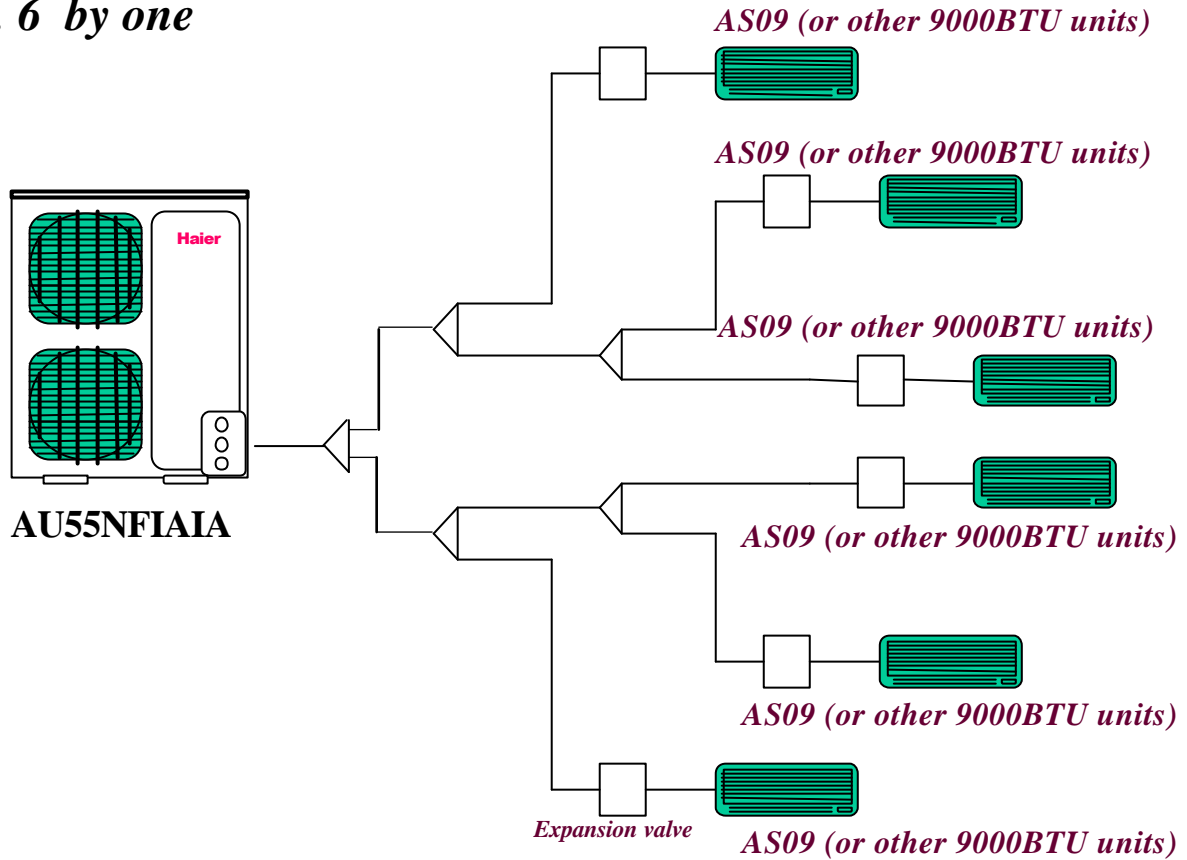 . 6 by one
AS09 (or other 9000BTU units)
AS09 (or other 9000BTU units)
Haier
AS09 (or other 9000BTU units)
AU55NFIAIA
AS09 (or other 9000BTU units)
AS09 (or other 9000BTU units)
Expansion valve
AS09 (or other 9000BTU units)